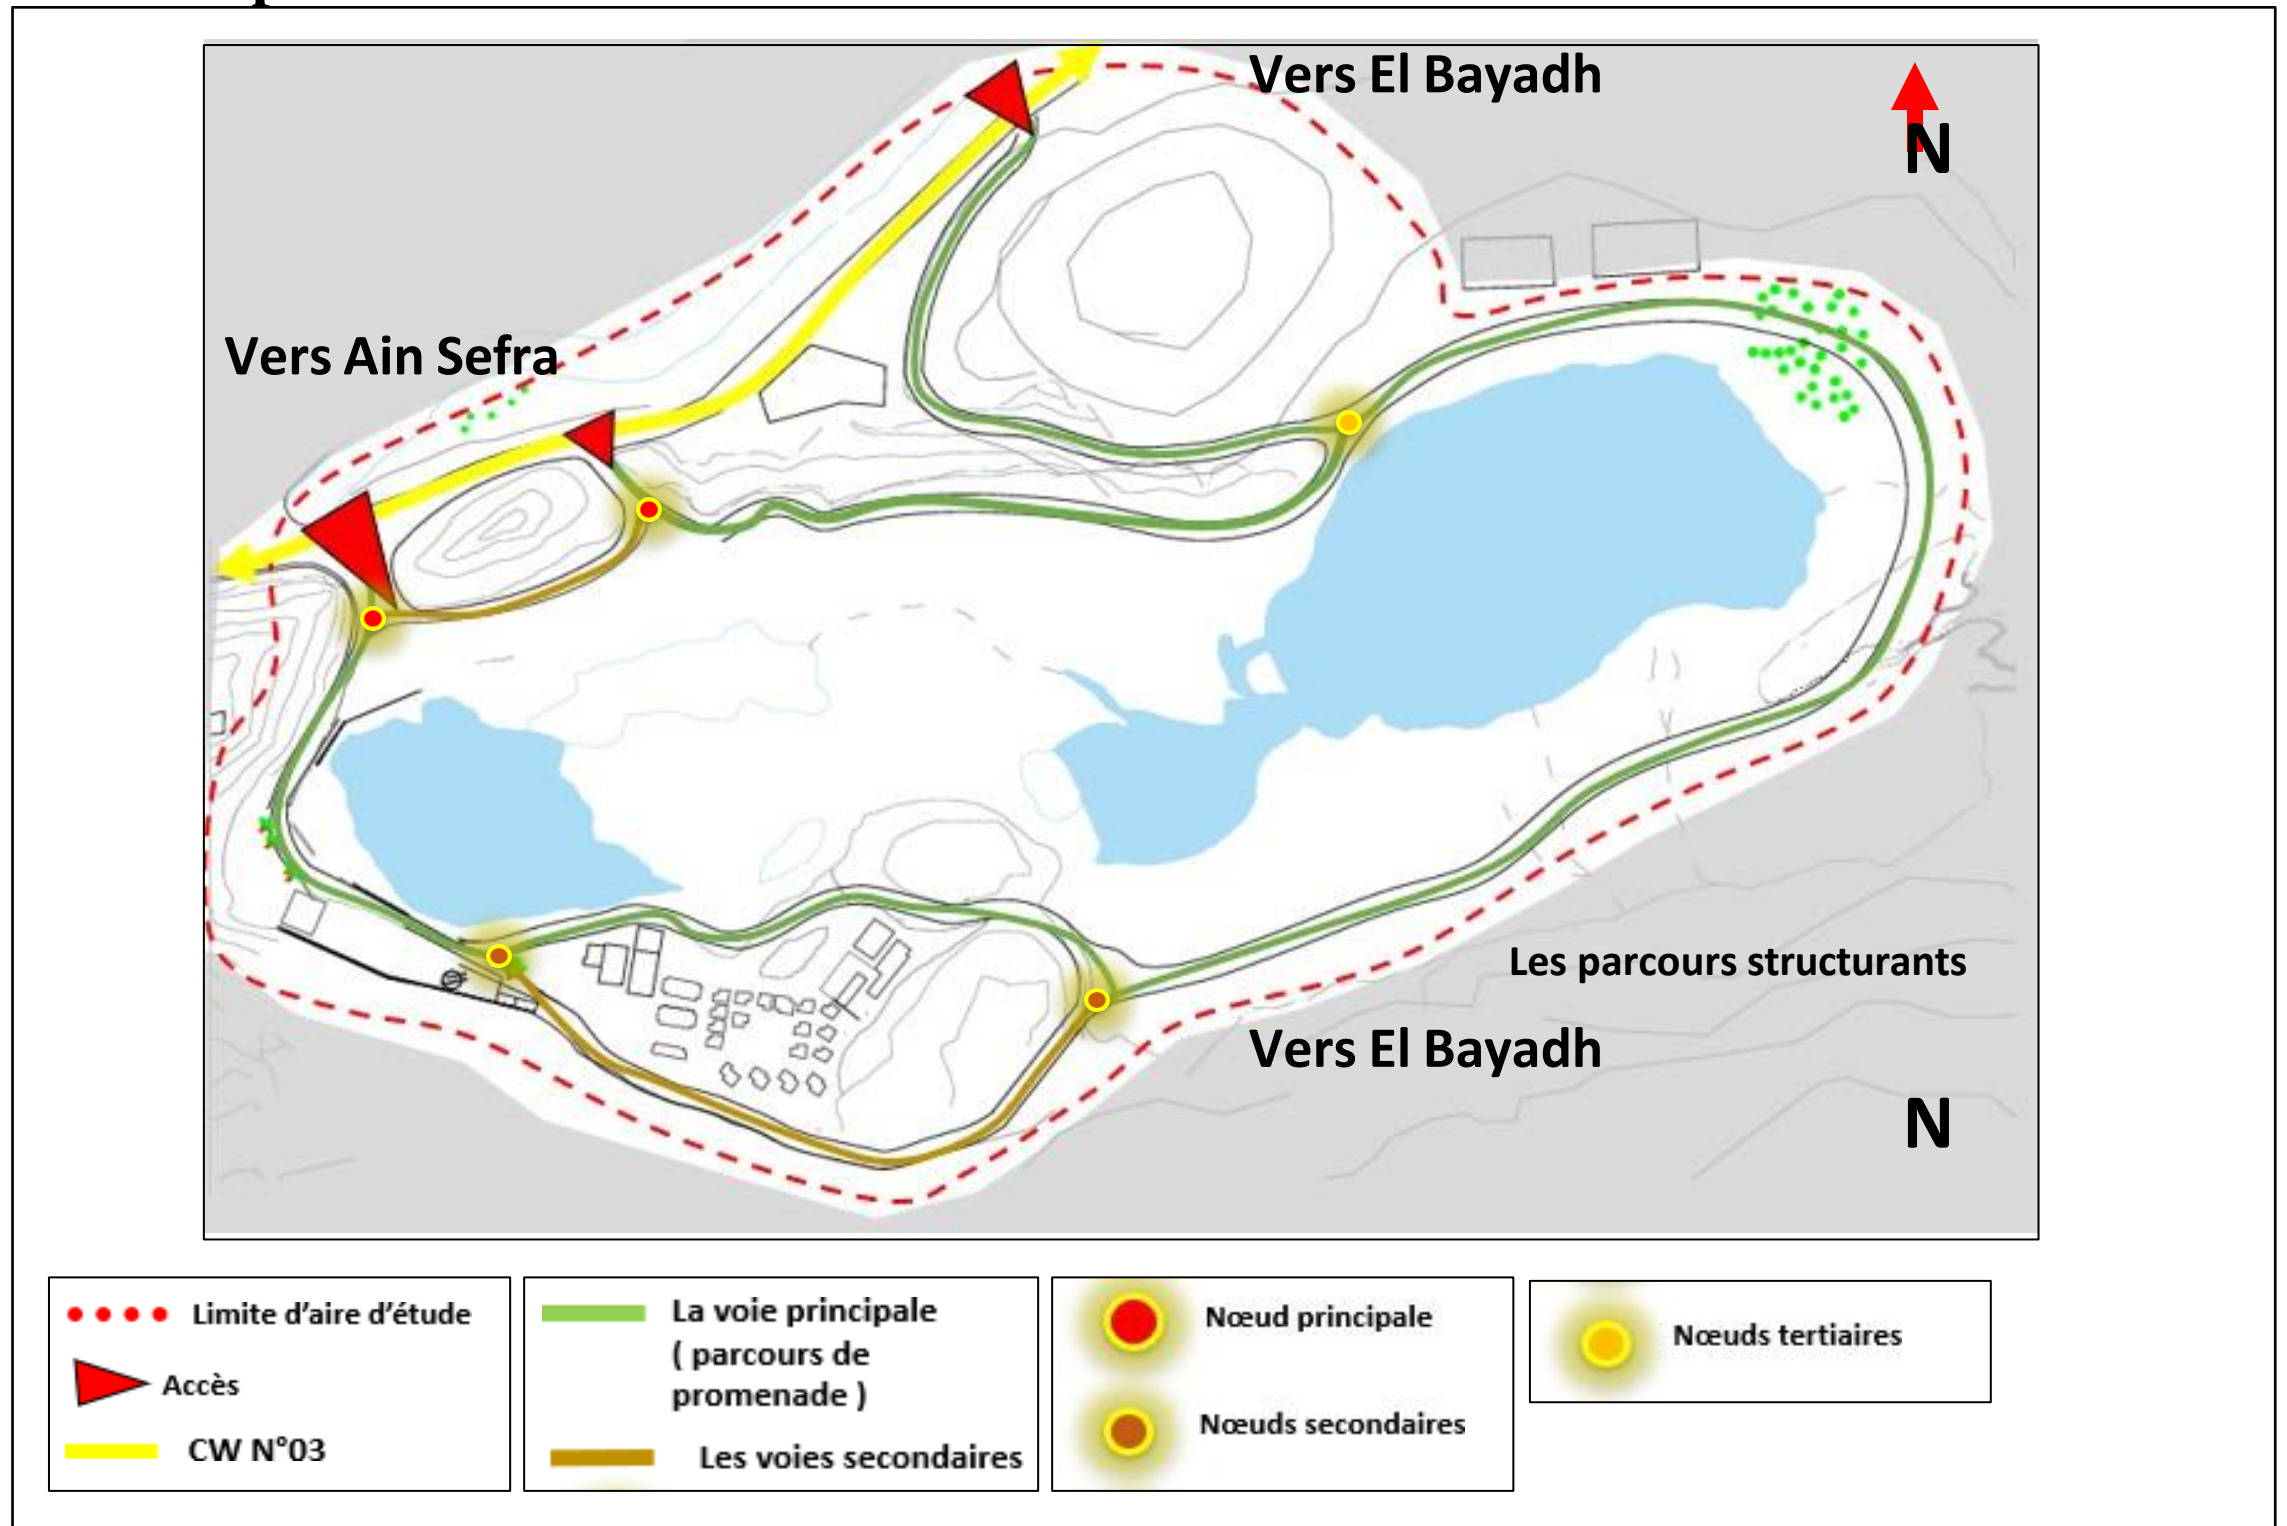 Vers El Bayadh
N
Vers Ain Sefra
Les parcours structurants
Vers El Bayadh
N
Limite d'aire d'étude
Accès
CW N°03
La voie principale
( parcours de
promenade )
Les voies secondaires
Nœud principale
Nœuds secondaires
Nœuds tertiaires